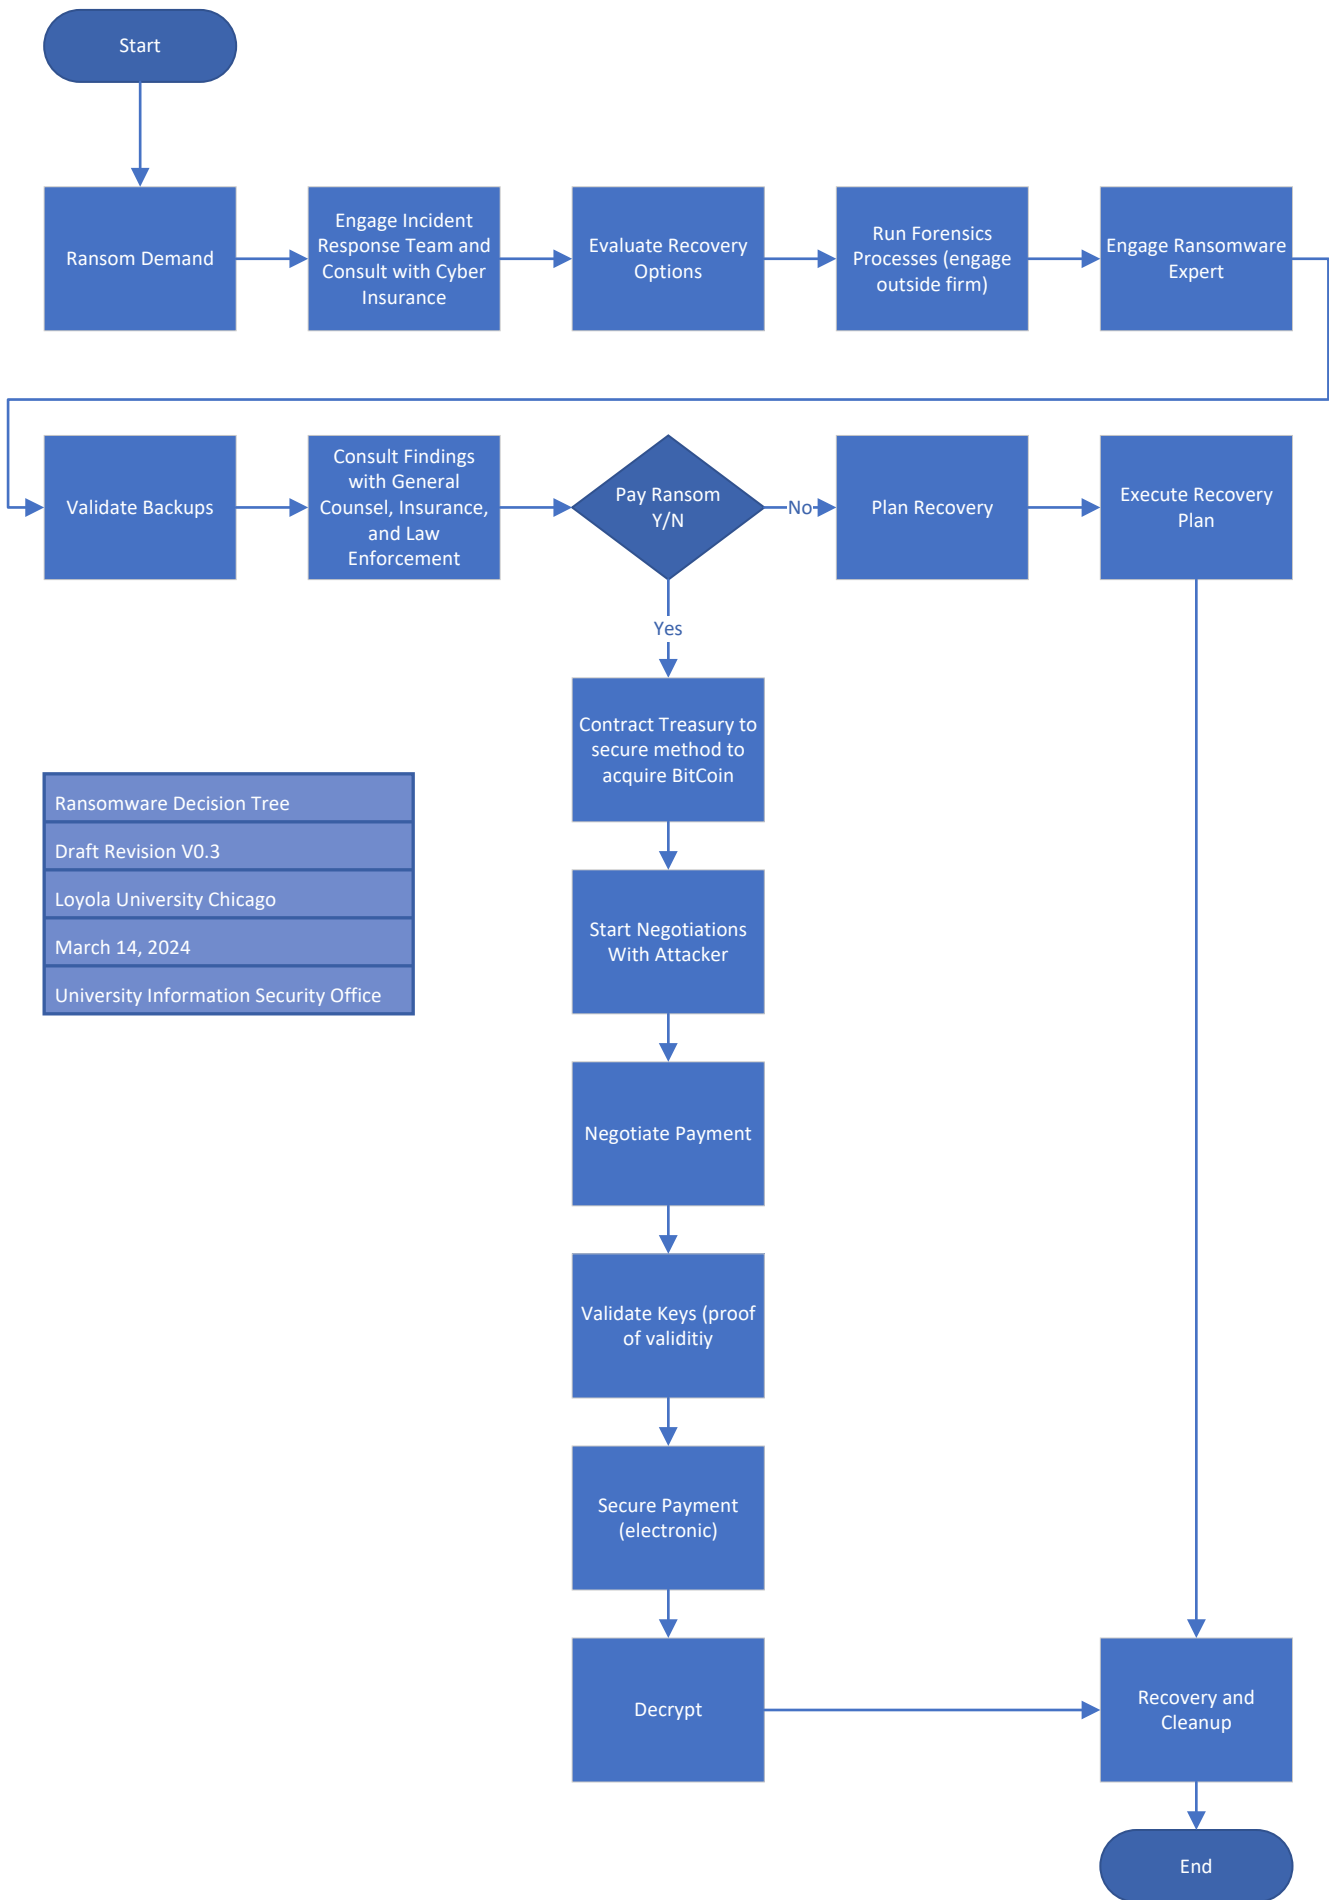 Start
Ransom Demand
Engage Incident
Response Team and
Consult with Cyber
Insurance
Evaluate Recovery
Options
Run Forensics
Processes (engage
outside firm)
Engage Ransomware
Expert
Validate Backups
Consult Findings
with General
Counsel, Insurance,
and Law
Enforcement
Pay Ransom
Y/N
No
Plan Recovery
Execute Recovery
Plan
Yes
Contract Treasury to
secure method to
acquire BitCoin
Ransomware Decision Tree
Draft Revision V0.3
Loyola University Chicago
March 14, 2024
University Information Security Office
Start Negotiations
With Attacker
Negotiate Payment
Validate Keys (proof
of validitiy
Secure Payment
(electronic)
Decrypt
Recovery and
Cleanup
End